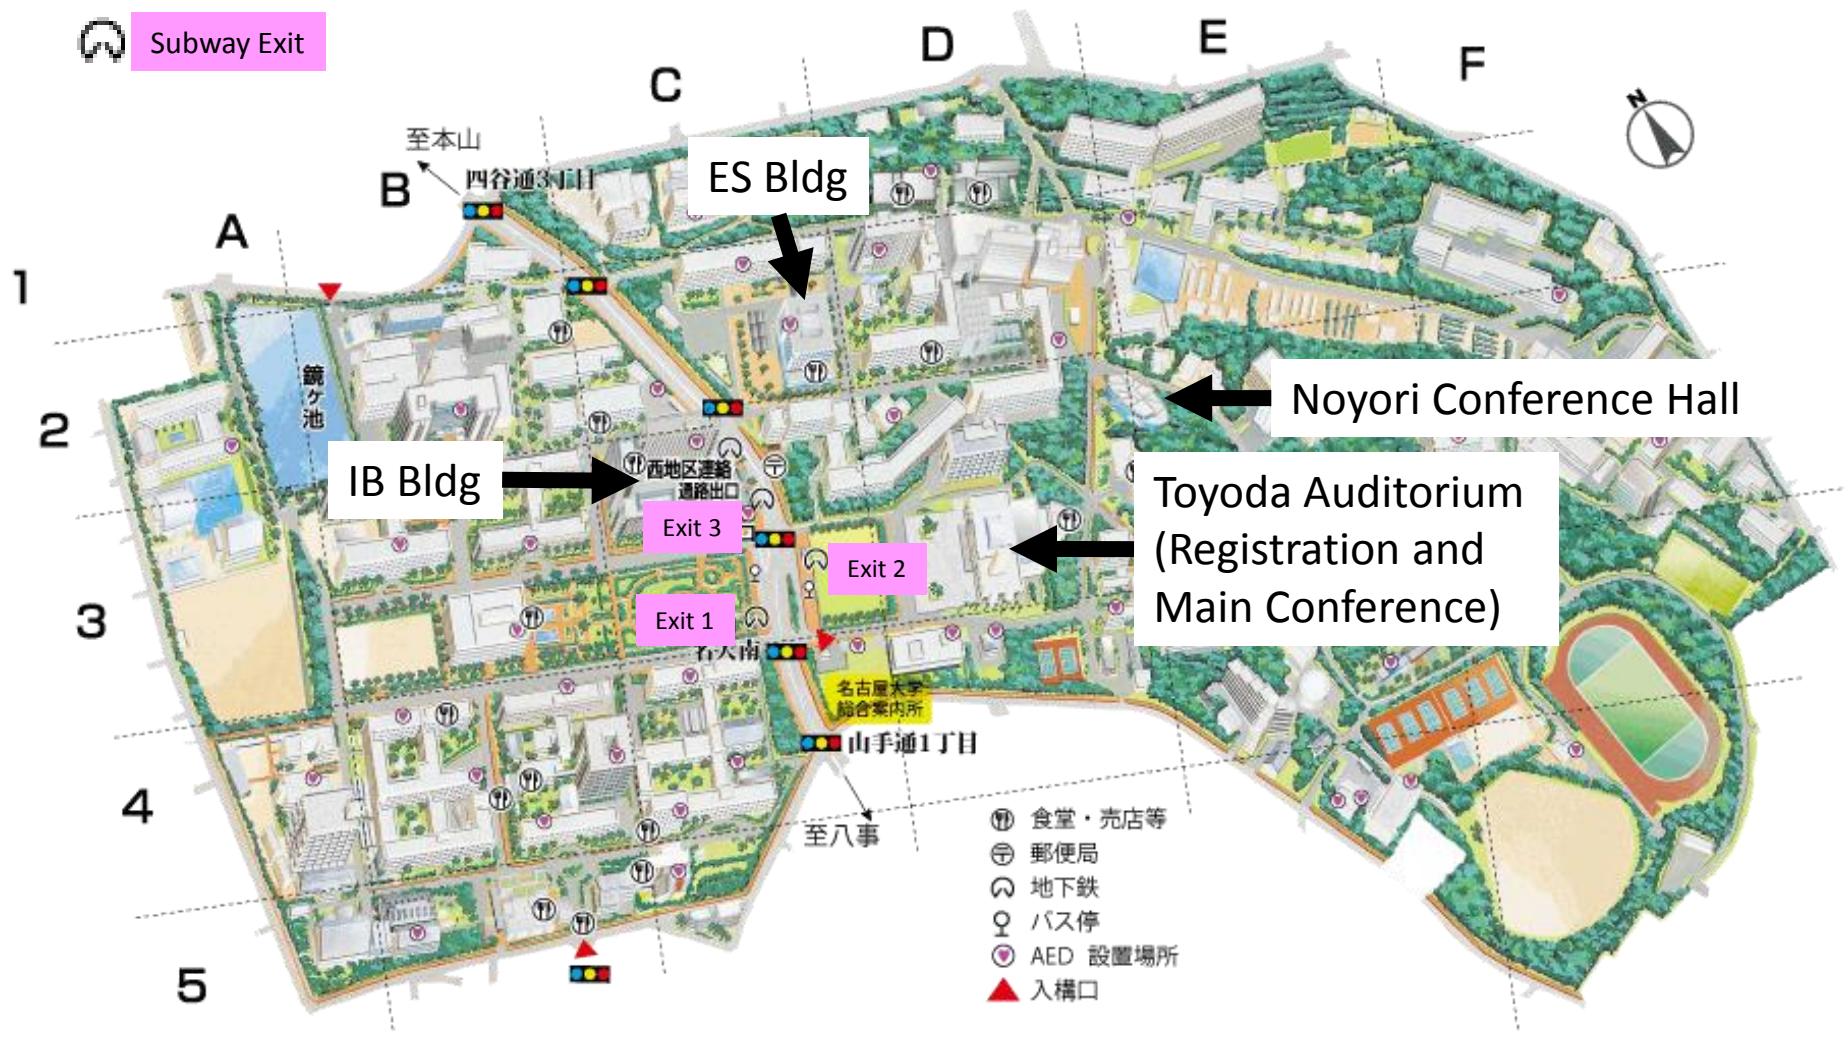 Subway Exit
A
B
C
D
E
F
N
至本山
四谷通3丁目
ES Bldg
1
2
3
4
5
鏡ヶ池
Noyori Conference Hall
IB Bldg
西地区連絡
通路出口
Exit 3
Exit 2
Exit 1
Toyoda Auditorium
(Registration and
Main Conference)
名大南
名古屋大学
総合案内所
山手通1丁目
至八事
食堂・売店等
郵便局
地下鉄
バス停
AED 設置場所
入構口